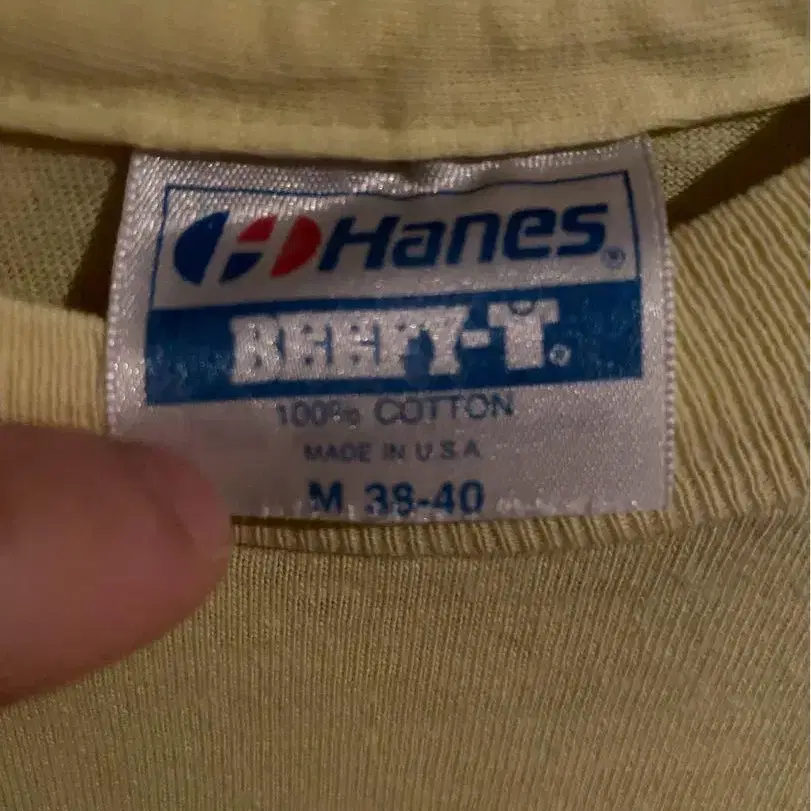 Hanes®
BEEFY-T®
100% COTTON
MADE IN U.S.A
M 38-40